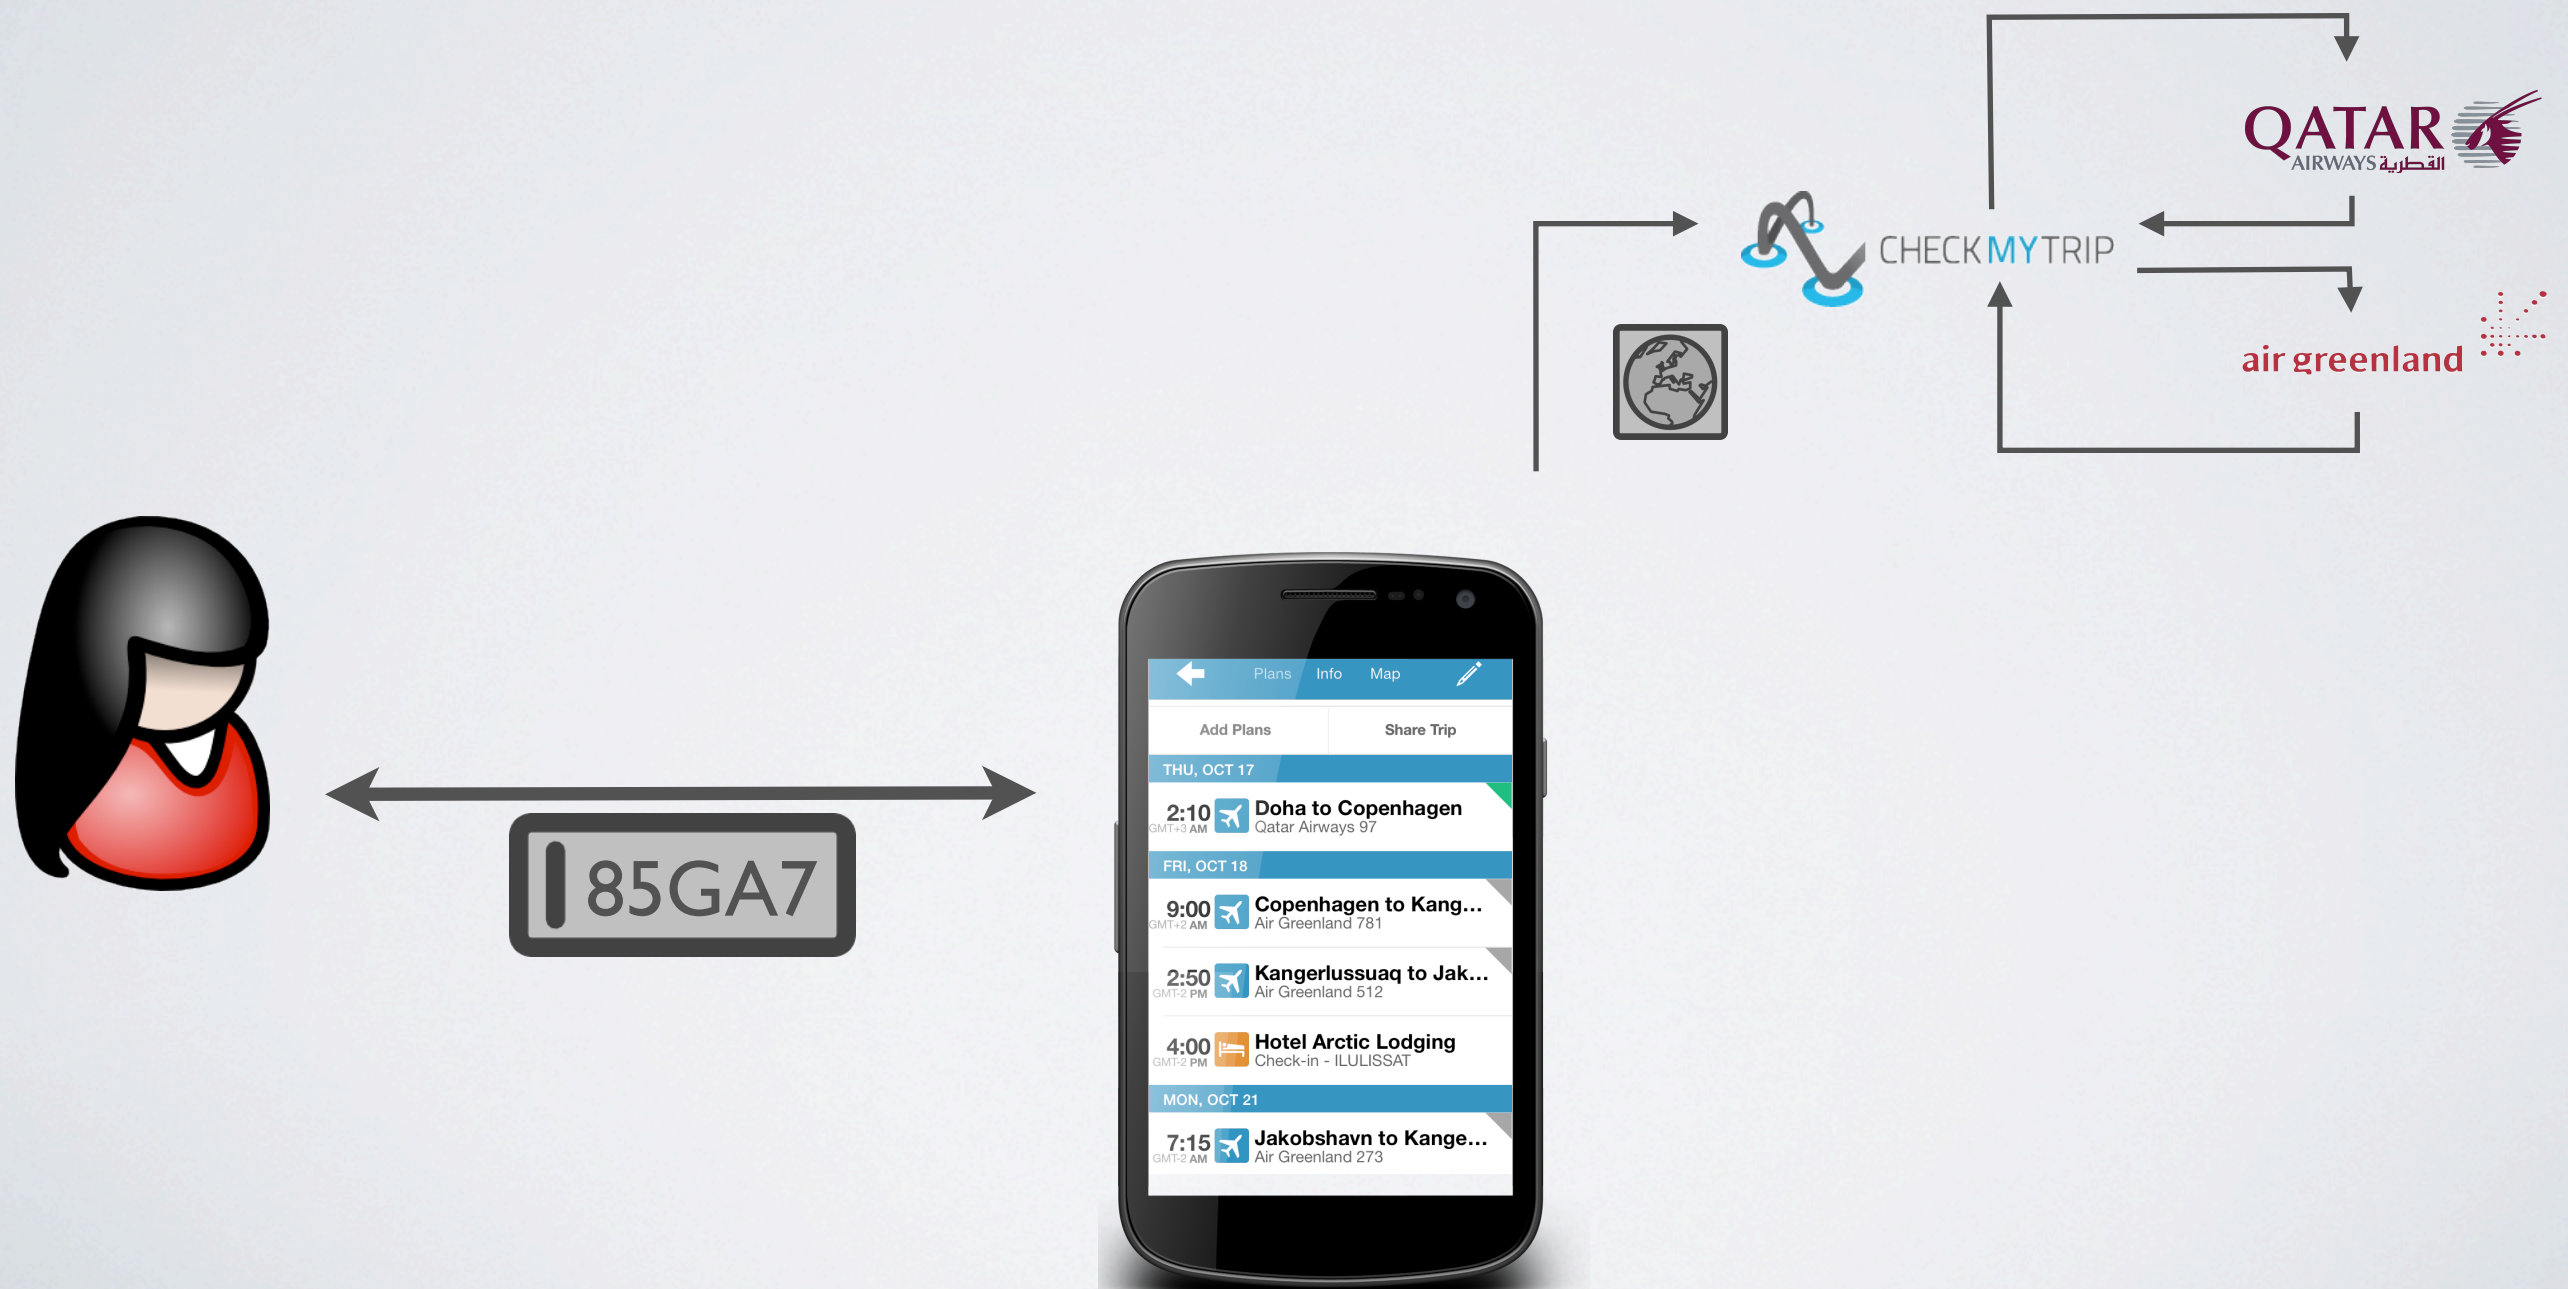 QATAR
AIRWAYS القطرية
CHECKMYTRIP
air greenland
85GA7
Plans Info Map
Add Plans Share Trip
THU, OCT 17
2:10 Doha to Copenhagen
GMT+3 AM Qatar Airways 97
FRI, OCT 18
9:00 Copenhagen to Kang...
GMT+2 AM Air Greenland 781
2:50 Kangerlussuaq to Jak...
GMT-2 PM Air Greenland 512
4:00 Hotel Arctic Lodging
GMT-2 PM Check-in - ILULISSAT
MON, OCT 21
7:15 Jakobshavn to Kange...
GMT-2 AM Air Greenland 273